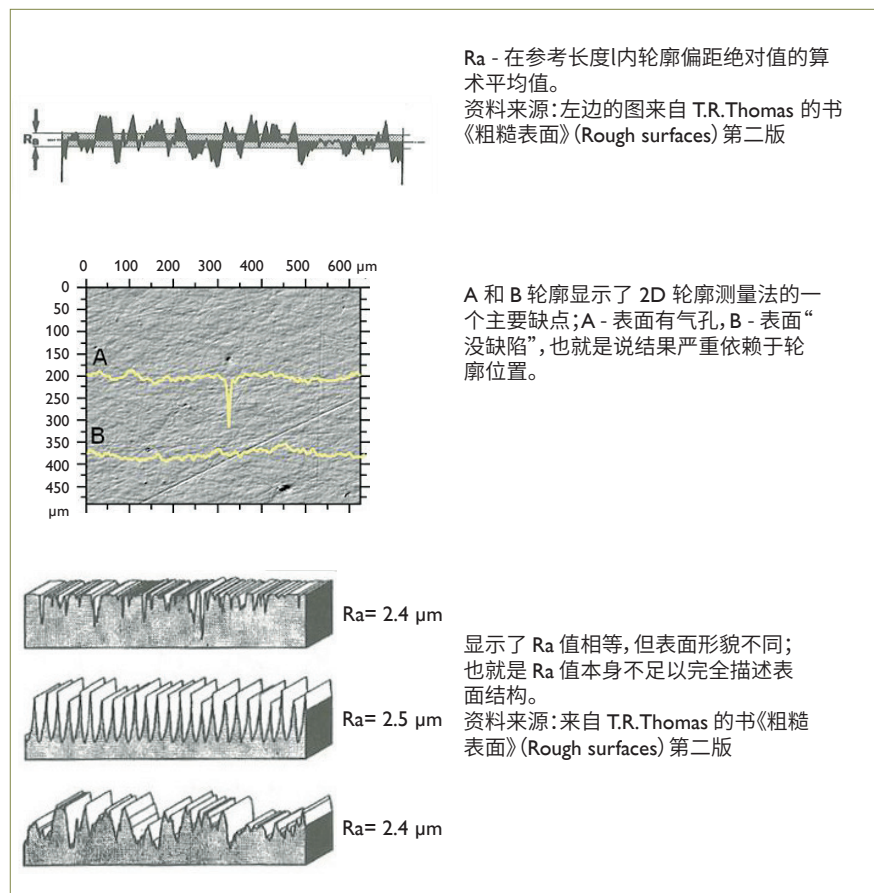 Ra - 在参考长度l内轮廓偏距绝对值的算
术平均值。
资料来源:左边的图来自 T.R.Thomas 的书
《粗糙表面》(Rough surfaces) 第二版
Ra
0 100 200 300 400 500 600 µm
0
50
100
150
200
250
300
350
400
450
µm
A
B
A 和 B 轮廓显示了 2D 轮廓测量法的一
个主要缺点;A - 表面有气孔,B - 表面“
没缺陷”,也就是说结果严重依赖于轮
廓位置。
Ra= 2.4 µm
Ra= 2.5 µm
Ra= 2.4 µm
显示了 Ra 值相等,但表面形貌不同;
也就是 Ra 值本身不足以完全描述表
面结构。
资料来源:来自 T.R.Thomas 的书《粗糙
表面》(Rough surfaces) 第二版